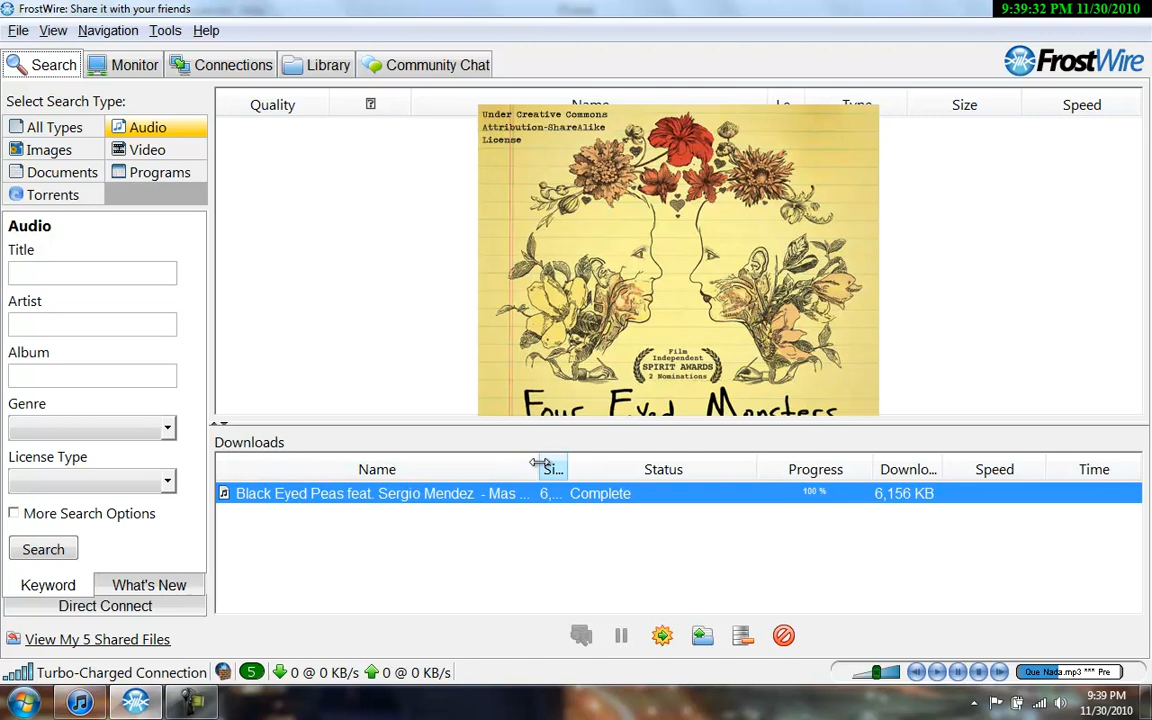 FrostWire: Share it with your friends
9:39:32 PM 11/30/2010
File View Navigation Tools Help
Search Monitor Connections Library Community Chat
FrostWire
Select Search Type:
All Types Audio
Images Video
Documents Programs
Torrents
Audio
Title
Artist
Album
Genre
License Type
More Search Options
Search
Keyword What's New
Direct Connect
View My 5 Shared Files
Quality ? Name Le Type Size Speed
Under Creative Commons
Attribution-ShareAlike
License
Film
Independent
SPIRIT AWARDS
2 Nominations
Four Eyed Monsters
Downloads
Name Si... Status Progress Downlo... Speed Time
Black Eyed Peas feat. Sergio Mendez - Mas ... 6,... Complete 100 % 6,156 KB
Turbo-Charged Connection 5 0 @ 0 KB/s 0 @ 0 KB/s
Que Nada.mp3 *** Pre
9:39 PM
11/30/2010